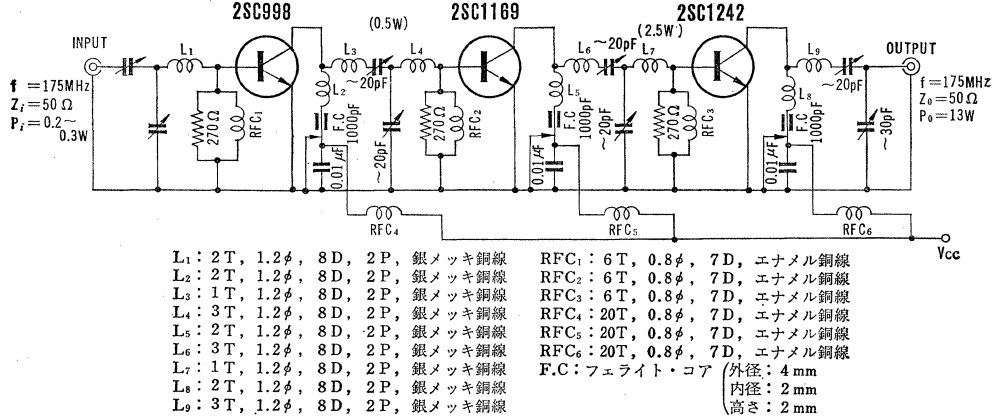 2SC998
(0.5W)
2SC1169
2SC1242
INPUT
L₁
L₃
L₄
L₆
~20pF
L₇
(2.5W)
L₉
OUTPUT
f=175MHz
Zᵢ=50Ω
Pᵢ=0.2~0.3W
270Ω
RFC₁
L₂
F.C
1000pF
0.01μF
~20pF
~20pF
270Ω
RFC₂
L₅
F.C
1000pF
0.01μF
~20pF
270Ω
RFC₃
L₈
F.C
1000pF
0.01μF
~20pF
~30pF
f=175MHz
Z₀=50Ω
P₀=13W
RFC₄
RFC₅
RFC₆
Vcc
L₁：2T，1.2φ，8D，2P，銀メッキ銅線
L₂：2T，1.2φ，8D，2P，銀メッキ銅線
L₃：1T，1.2φ，8D，2P，銀メッキ銅線
L₄：3T，1.2φ，8D，2P，銀メッキ銅線
L₅：2T，1.2φ，8D，2P，銀メッキ銅線
L₆：3T，1.2φ，8D，2P，銀メッキ銅線
L₇：1T，1.2φ，8D，2P，銀メッキ銅線
L₈：2T，1.2φ，8D，2P，銀メッキ銅線
L₉：3T，1.2φ，8D，2P，銀メッキ銅線
RFC₁：6T，0.8φ，7D，エナメル銅線
RFC₂：6T，0.8φ，7D，エナメル銅線
RFC₃：6T，0.8φ，7D，エナメル銅線
RFC₄：20T，0.8φ，7D，エナメル銅線
RFC₅：20T，0.8φ，7D，エナメル銅線
RFC₆：20T，0.8φ，7D，エナメル銅線
F.C：フェライト・コア（外径：4mm
内径：2mm
高さ：2mm